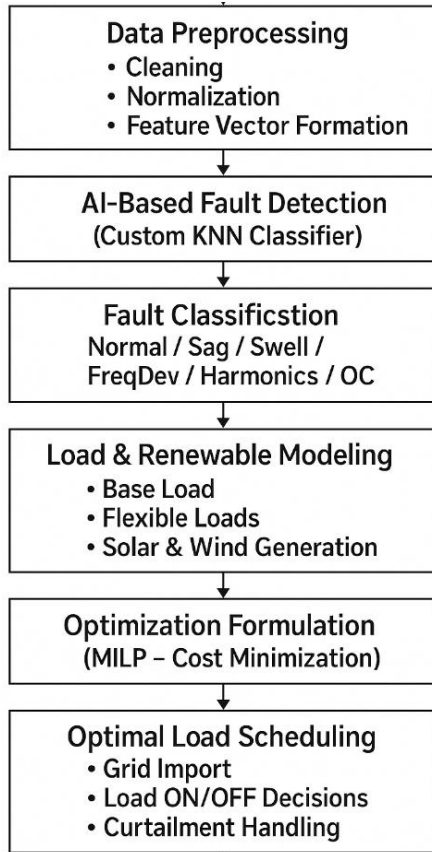 Data Preprocessing
• Cleaning
• Normalization
• Feature Vector Formation
AI-Based Fault Detection
(Custom KNN Classifier)
Fault Classificstion
Normal / Sag / Swell /
FreqDev / Harmonics / OC
Load & Renewable Modeling
• Base Load
• Flexible Loads
• Solar & Wind Generation
Optimization Formulation
(MILP – Cost Minimization)
Optimal Load Scheduling
• Grid Import
• Load ON/OFF Decisions
• Curtailment Handling